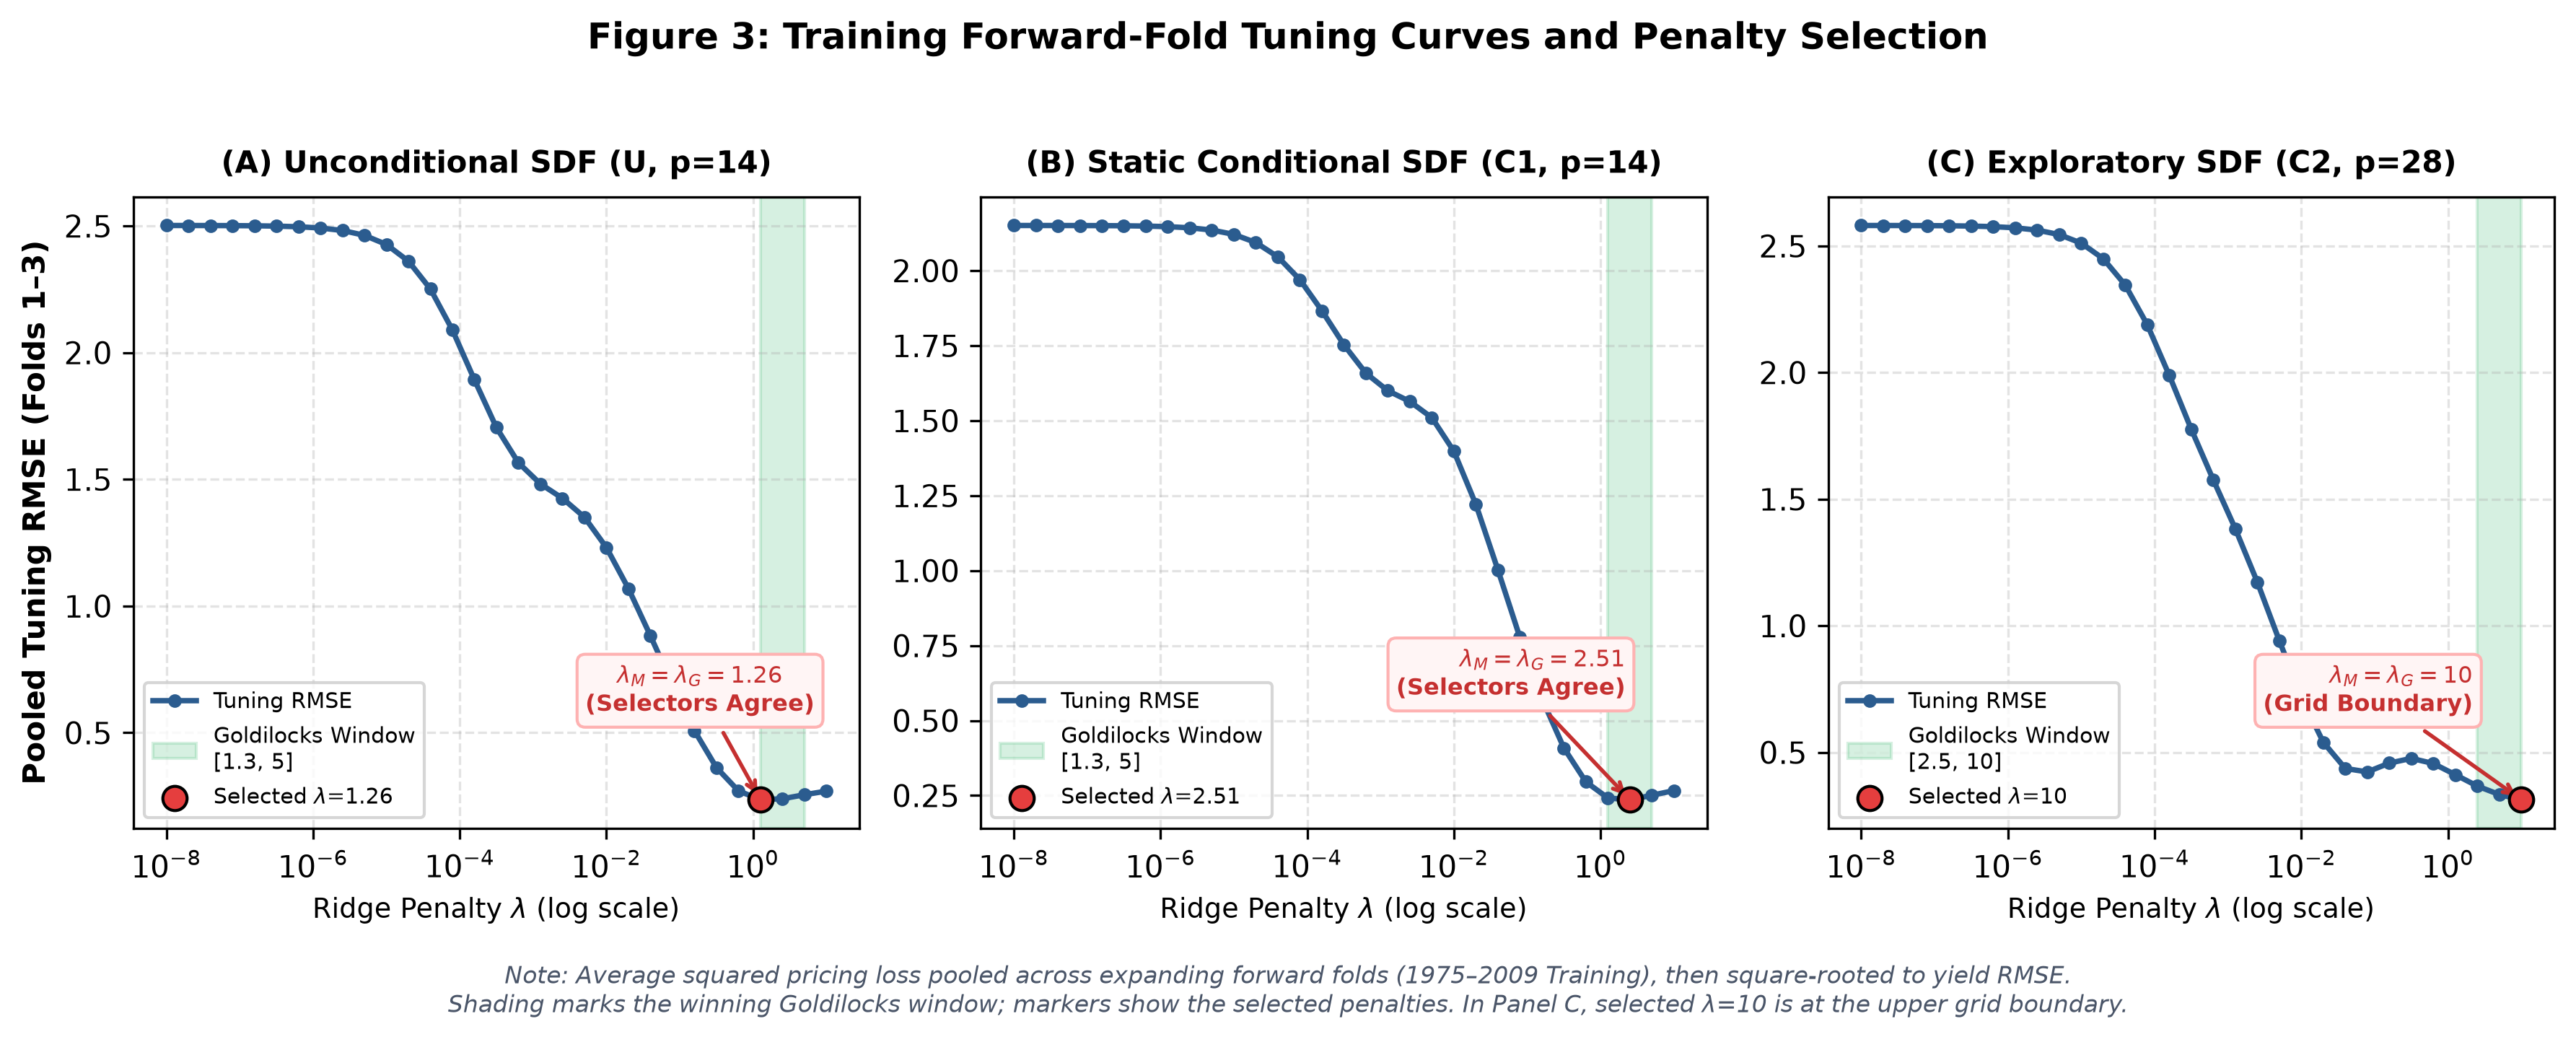 Figure 3: Training Forward-Fold Tuning Curves and Penalty Selection
(A) Unconditional SDF (U, p=14)
Pooled Tuning RMSE (Folds 1–3)
2.5
2.0
1.5
1.0
0.5
λ_M = λ_G = 1.26
(Selectors Agree)
Tuning RMSE
Goldilocks Window
[1.3, 5]
Selected λ=1.26
10⁻⁸ 10⁻⁶ 10⁻⁴ 10⁻² 10⁰
Ridge Penalty λ (log scale)
(B) Static Conditional SDF (C1, p=14)
2.00
1.75
1.50
1.25
1.00
0.75
0.50
0.25
λ_M = λ_G = 2.51
(Selectors Agree)
Tuning RMSE
Goldilocks Window
[1.3, 5]
Selected λ=2.51
10⁻⁸ 10⁻⁶ 10⁻⁴ 10⁻² 10⁰
Ridge Penalty λ (log scale)
(C) Exploratory SDF (C2, p=28)
2.5
2.0
1.5
1.0
0.5
λ_M = λ_G = 10
(Grid Boundary)
Tuning RMSE
Goldilocks Window
[2.5, 10]
Selected λ=10
10⁻⁸ 10⁻⁶ 10⁻⁴ 10⁻² 10⁰
Ridge Penalty λ (log scale)
Note: Average squared pricing loss pooled across expanding forward folds (1975–2009 Training), then square-rooted to yield RMSE.
Shading marks the winning Goldilocks window; markers show the selected penalties. In Panel C, selected λ=10 is at the upper grid boundary.